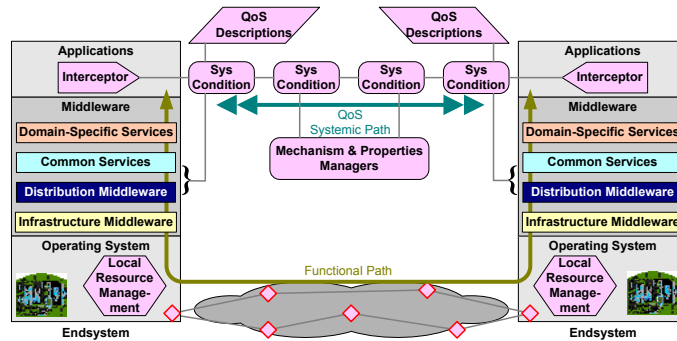 QoS
Descriptions
QoS
Descriptions
Applications
Applications
Interceptor
Sys
Condition
Sys
Condition
Sys
Condition
Sys
Condition
Interceptor
Middleware
QoS
Systemic Path
Middleware
Domain-Specific Services
Mechanism & Properties
Managers
Domain-Specific Services
Common Services
Common Services
Distribution Middleware
Distribution Middleware
Infrastructure Middleware
Infrastructure Middleware
Operating System
Operating System
Local
Resource
Manage-
ment
Functional Path
Local
Resource
Manage-
ment
Endsystem
Endsystem